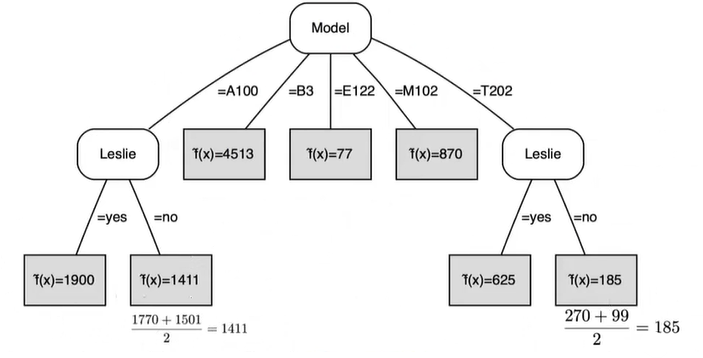 Model
=A100 =B3 =E122 =M102 =T202
Leslie f̂(x)=4513 f̂(x)=77 f̂(x)=870 Leslie
=yes =no =yes =no
f̂(x)=1900 f̂(x)=1411 f̂(x)=625 f̂(x)=185
1770 + 1501
2
= 1411
270 + 99
2
= 185